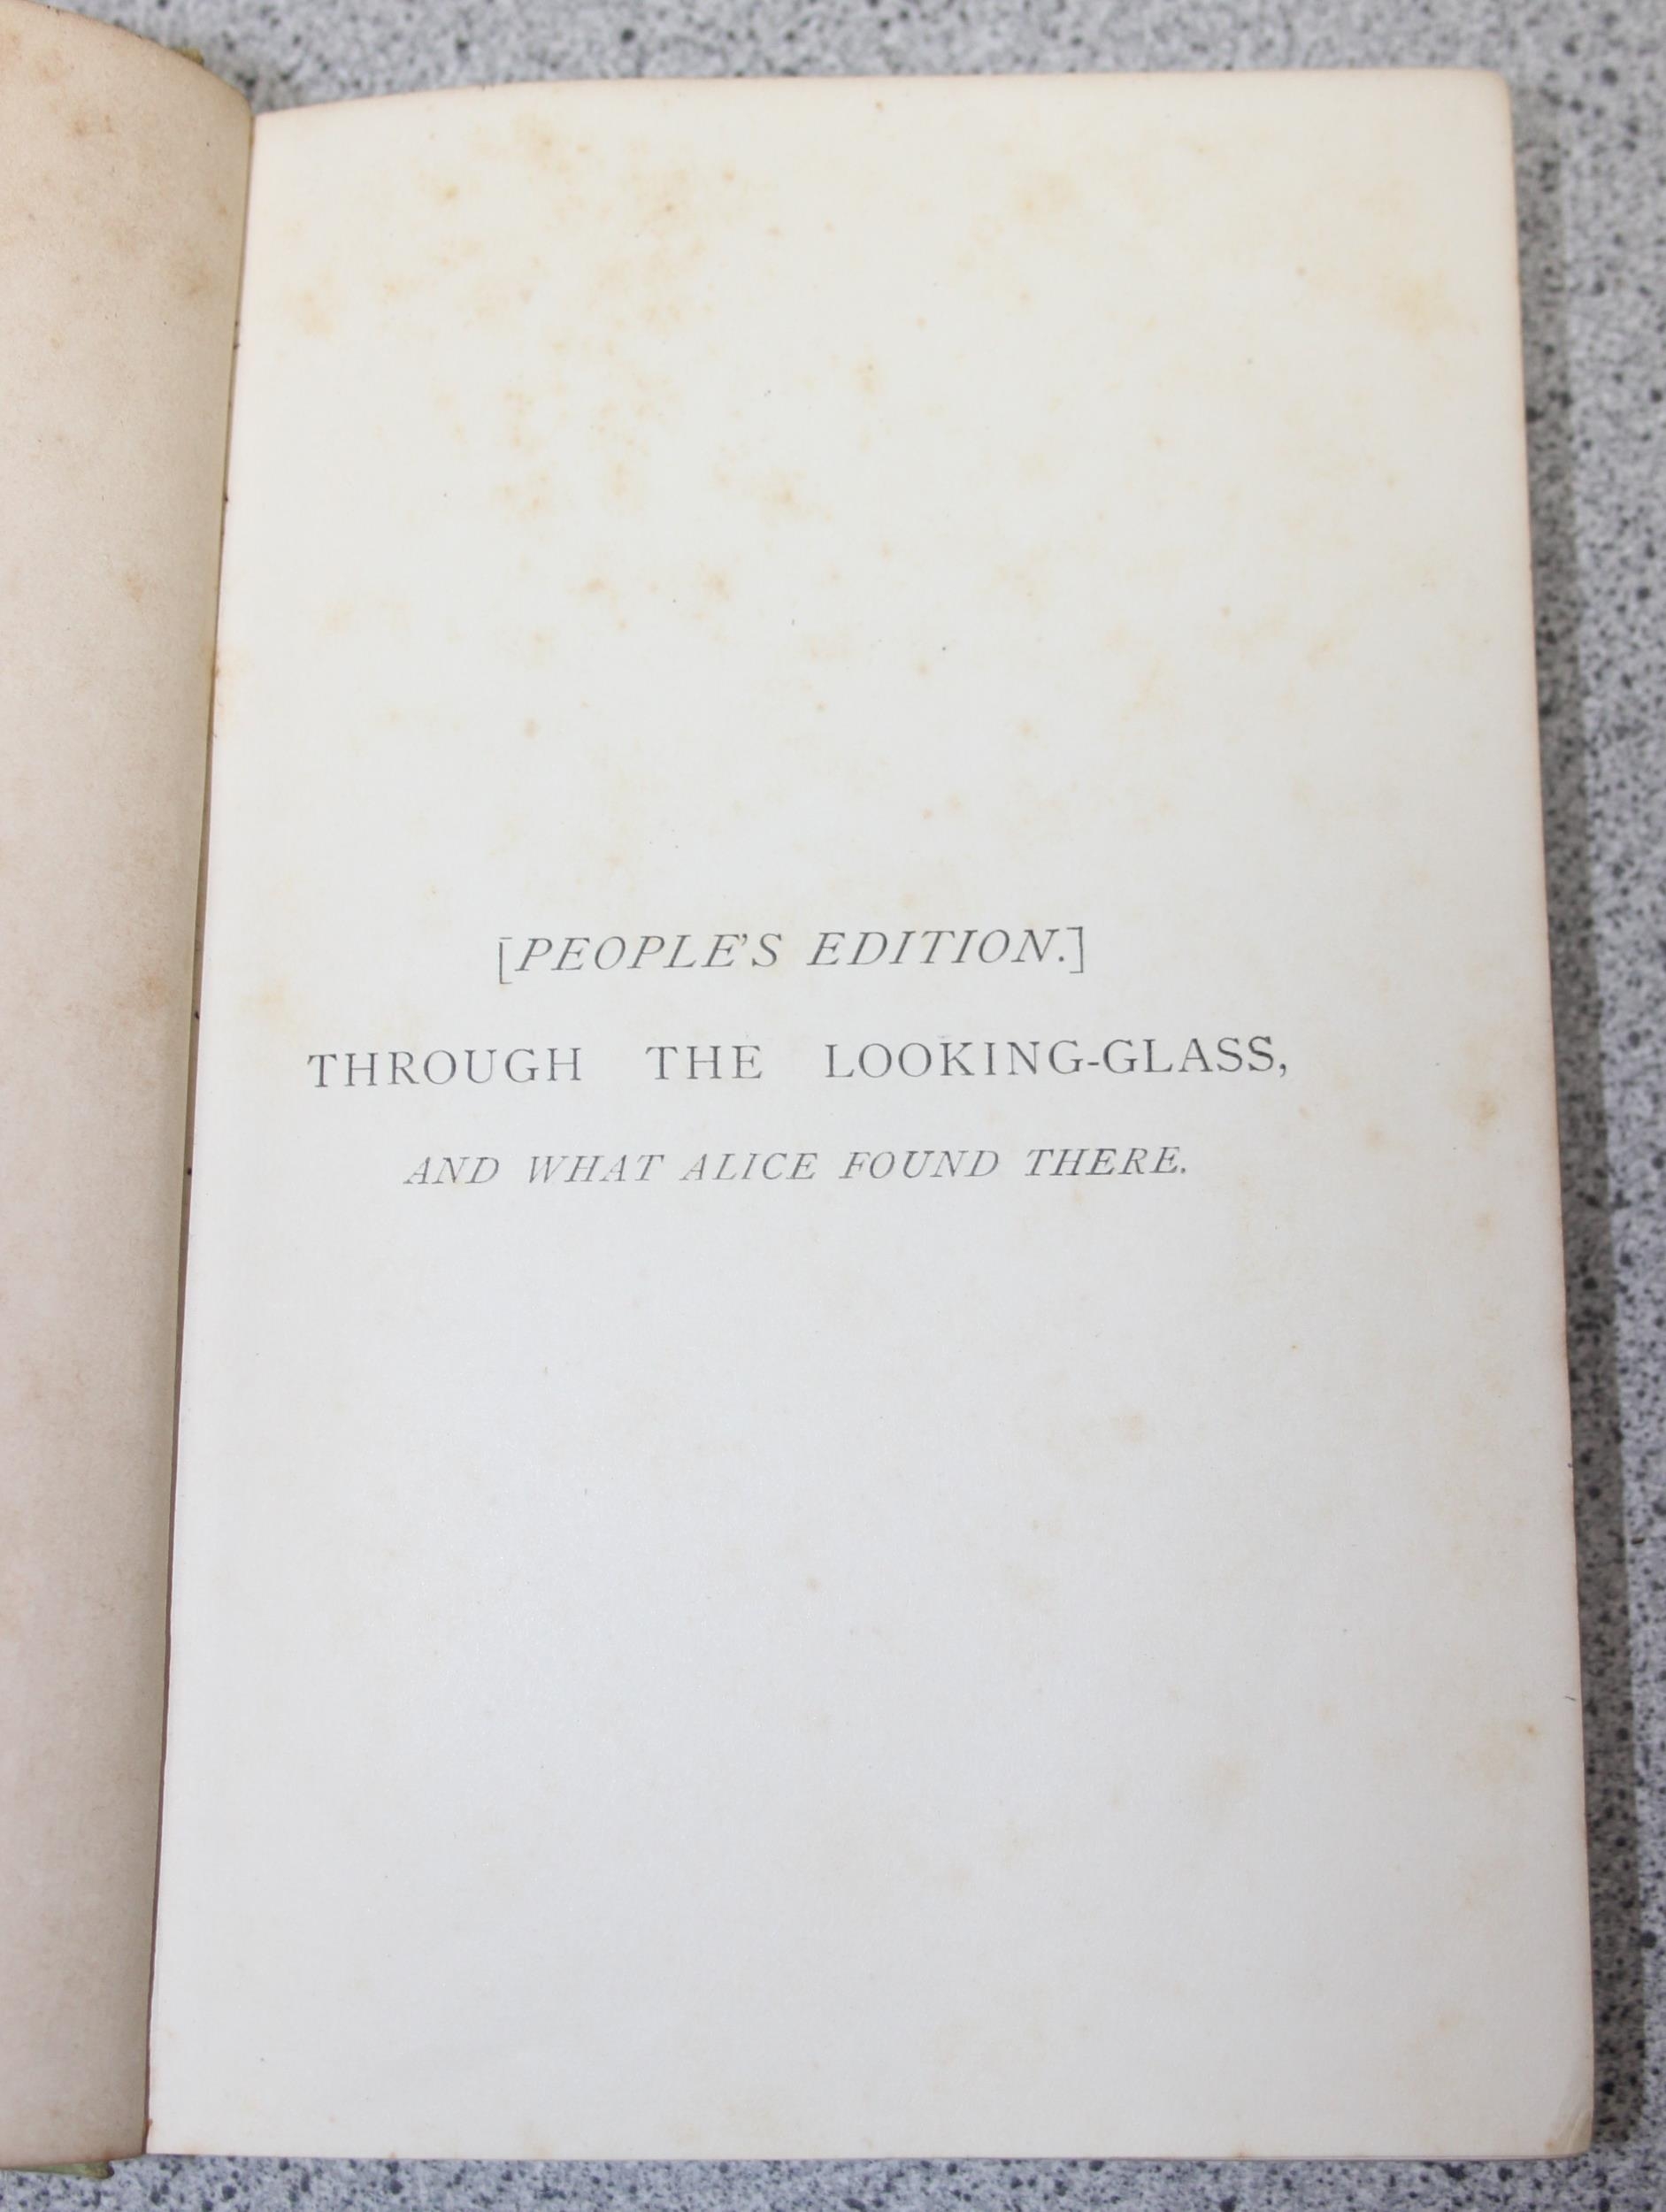 [PEOPLE'S EDITION.]
THROUGH THE LOOKING-GLASS,
AND WHAT ALICE FOUND THERE.